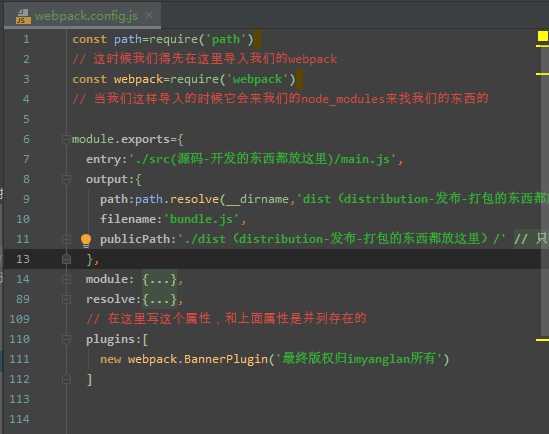 webpack.config.js
1 const path=require('path')
2 // 这时候我们得先在这里导入我们的webpack
3 const webpack=require('webpack')
4 // 当我们这样导入的时候它会来我们的node_modules来找我们的东西的
5
6 module.exports={
7 entry:'./src(源码-开发的东西都放这里)/main.js',
8 output:{
9 path:path.resolve(__dirname,'dist（distribution-发布-打包的东西都放
10 filename:'bundle.js',
11 publicPath:'./dist（distribution-发布-打包的东西都放这里）/' // 只
13 },
14 module: {...},
89 resolve:{...},
109 // 在这里写这个属性，和上面属性是并列存在的
110 plugins:[
111 new webpack.BannerPlugin('最终版权归imyanglan所有')
112 ]
113
114